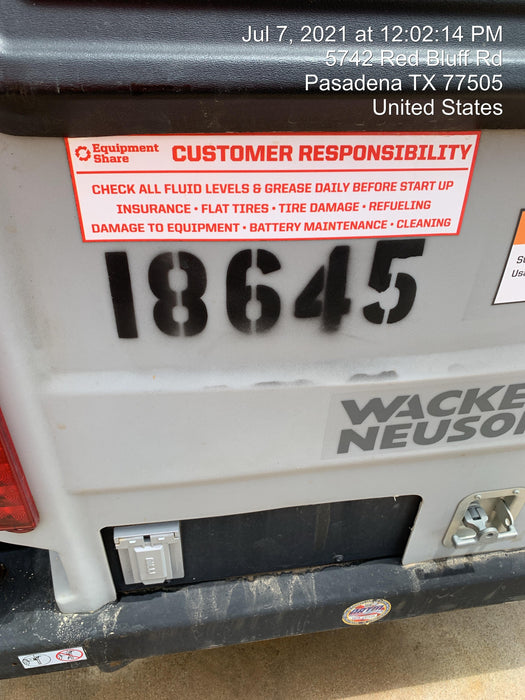 Jul 7, 2021 at 12:02:14 PM
5742 Red Bluff Rd
Pasadena TX 77505
United States
Equipment
Share
CUSTOMER RESPONSIBILITY
CHECK ALL FLUID LEVELS & GREASE DAILY BEFORE START UP
INSURANCE • FLAT TIRES • TIRE DAMAGE • REFUELING
DAMAGE TO EQUIPMENT • BATTERY MAINTENANCE • CLEANING
18645
WACKE
NEUSO